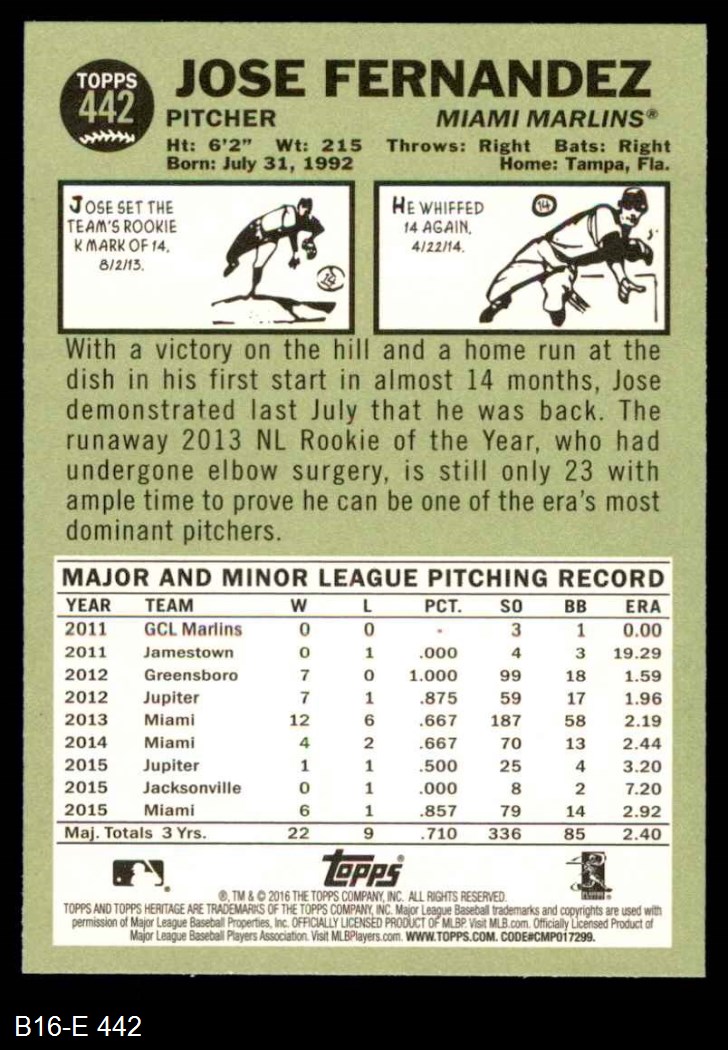 TOPPS
442
JOSE FERNANDEZ
PITCHER MIAMI MARLINS®
Ht: 6'2" Wt: 215 Throws: Right Bats: Right
Born: July 31, 1992 Home: Tampa, Fla.
JOSE SET THE
TEAM'S ROOKIE
K MARK OF 14,
8/2/13.
14
HE WHIFFED
14 AGAIN,
4/22/14.
14
With a victory on the hill and a home run at the
dish in his first start in almost 14 months, Jose
demonstrated last July that he was back. The
runaway 2013 NL Rookie of the Year, who had
undergone elbow surgery, is still only 23 with
ample time to prove he can be one of the era's most
dominant pitchers.
MAJOR AND MINOR LEAGUE PITCHING RECORD
YEAR TEAM W L PCT. SO BB ERA
2011 GCL Marlins 0 0 - 3 1 0.00
2011 Jamestown 0 1 .000 4 3 19.29
2012 Greensboro 7 0 1.000 99 18 1.59
2012 Jupiter 7 1 .875 59 17 1.96
2013 Miami 12 6 .667 187 58 2.19
2014 Miami 4 2 .667 70 13 2.44
2015 Jupiter 1 1 .500 25 4 3.20
2015 Jacksonville 0 1 .000 8 2 7.20
2015 Miami 6 1 .857 79 14 2.92
Maj. Totals 3 Yrs. 22 9 .710 336 85 2.40
topps®
®, TM & © 2016 THE TOPPS COMPANY, INC. ALL RIGHTS RESERVED.
TOPPS AND TOPPS HERITAGE ARE TRADEMARKS OF THE TOPPS COMPANY, INC. Major League Baseball trademarks and copyrights are used with
permission of Major League Baseball Properties, Inc. OFFICIALLY LICENSED PRODUCT OF MLBP. Visit MLB.com. Officially Licensed Product of
Major League Baseball Players Association. Visit MLBPlayers.com. WWW.TOPPS.COM. CODE#CMP017299.
B16-E 442